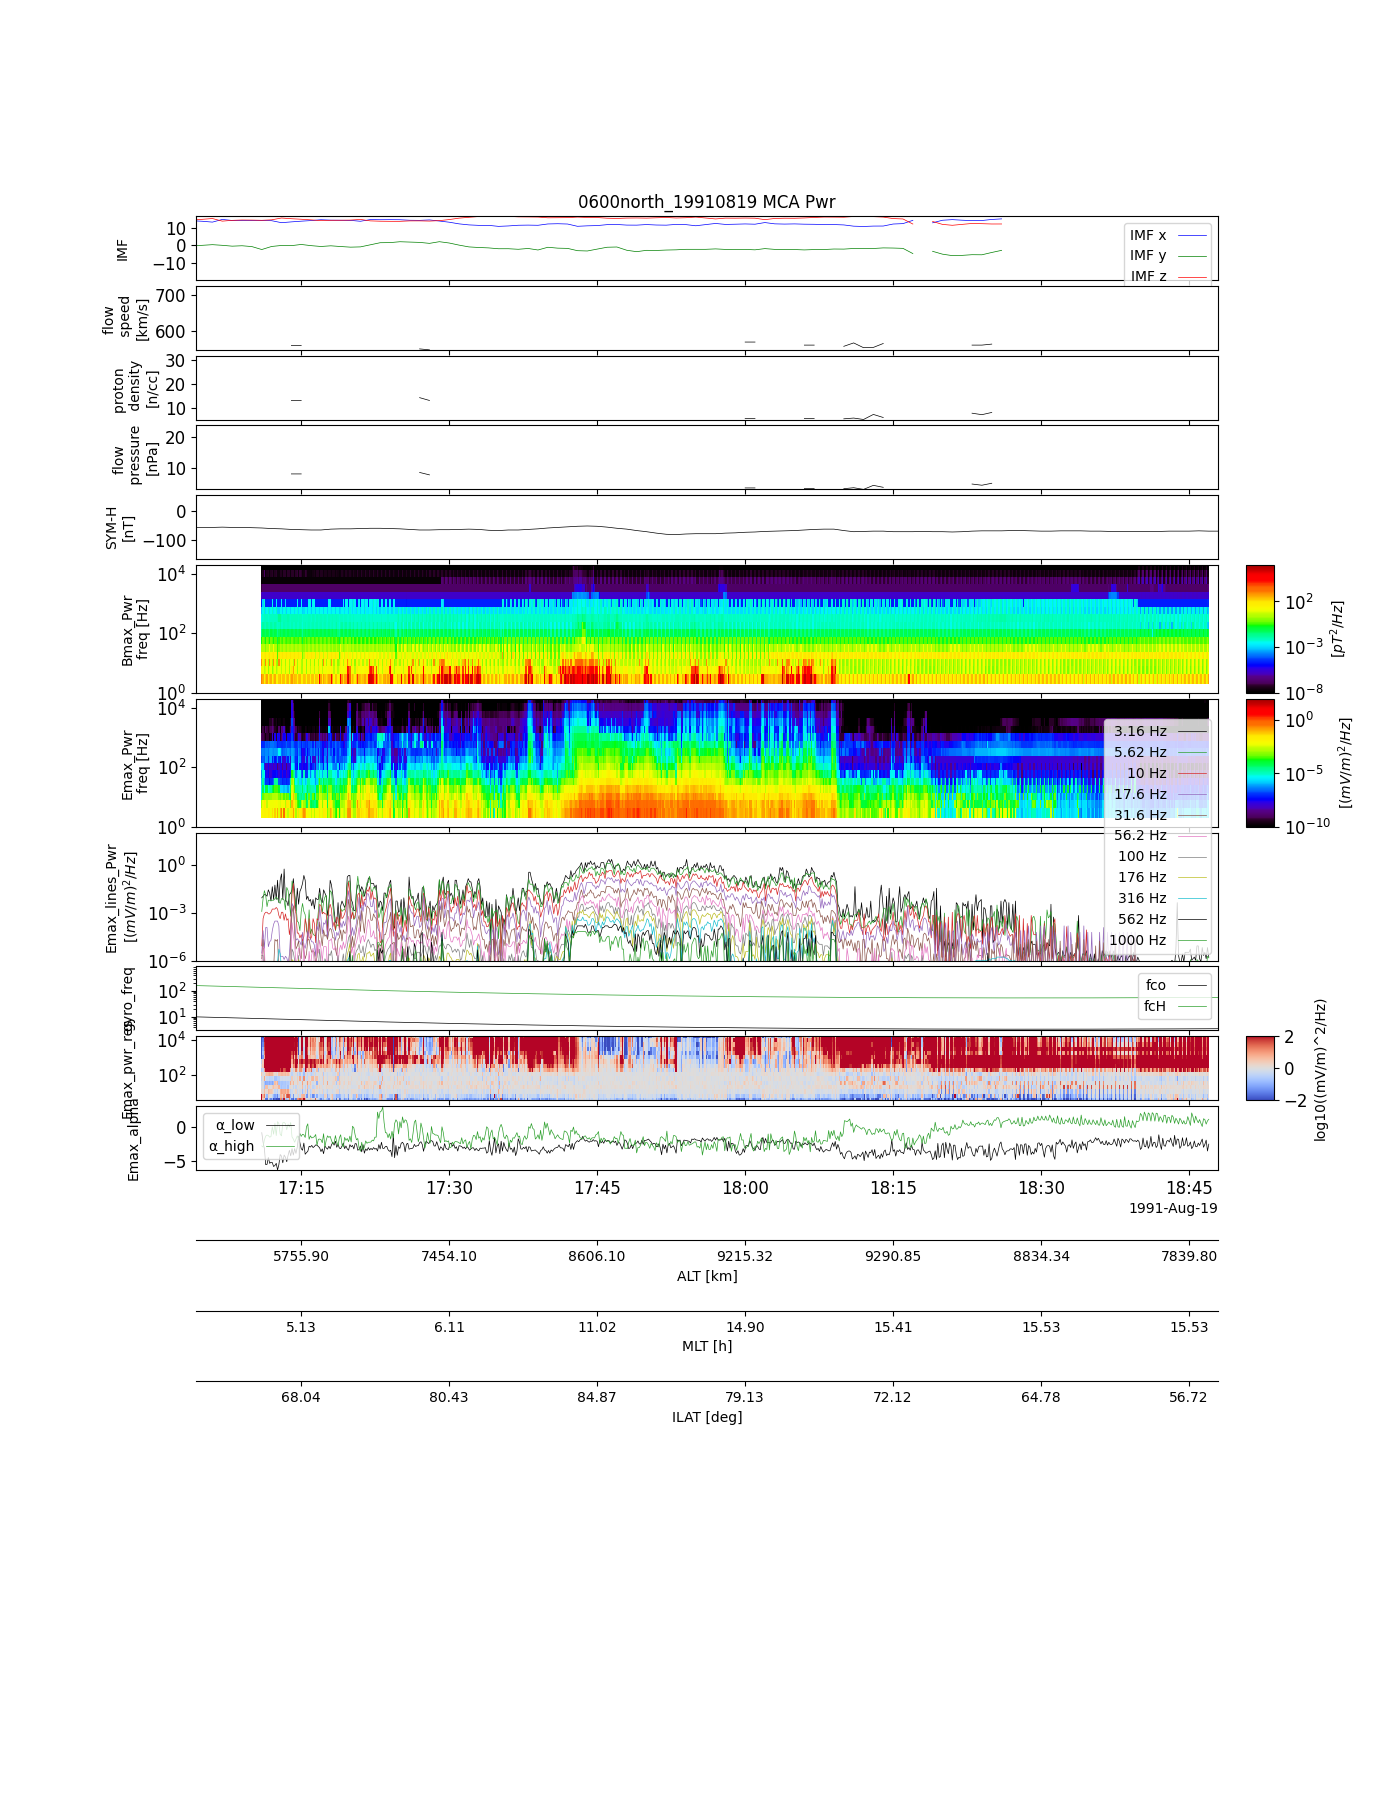 0600north_19910819 MCA Pwr
IMF
10
0
−10
IMF x
IMF y
IMF z
flow
speed
[km/s]
700
600
proton
density
[n/cc]
30
20
10
flow
pressure
[nPa]
20
10
SYM-H
[nT]
0
−100
Bmax_Pwr
freq [Hz]
10^4
10^2
10^0
10^2
10^−3
10^−8
[pT^2/Hz]
Emax_Pwr
freq [Hz]
10^4
10^2
10^0
10^0
10^−5
10^−10
[(mV/m)^2/Hz]
3.16 Hz
5.62 Hz
10 Hz
17.6 Hz
31.6 Hz
56.2 Hz
100 Hz
176 Hz
316 Hz
562 Hz
1000 Hz
Emax_lines_Pwr
[(mV/m)^2/Hz]
10^0
10^−3
10^−6
gyro_freq
10^2
10^1
fco
fcH
Emax_pwr_reg
10^4
10^2
2
0
−2
log10((mV/m)^2/Hz)
Emax_alpha
0
−5
α_low
α_high
17:15 17:30 17:45 18:00 18:15 18:30 18:45
1991-Aug-19
5755.90 7454.10 8606.10 9215.32 9290.85 8834.34 7839.80
ALT [km]
5.13 6.11 11.02 14.90 15.41 15.53 15.53
MLT [h]
68.04 80.43 84.87 79.13 72.12 64.78 56.72
ILAT [deg]